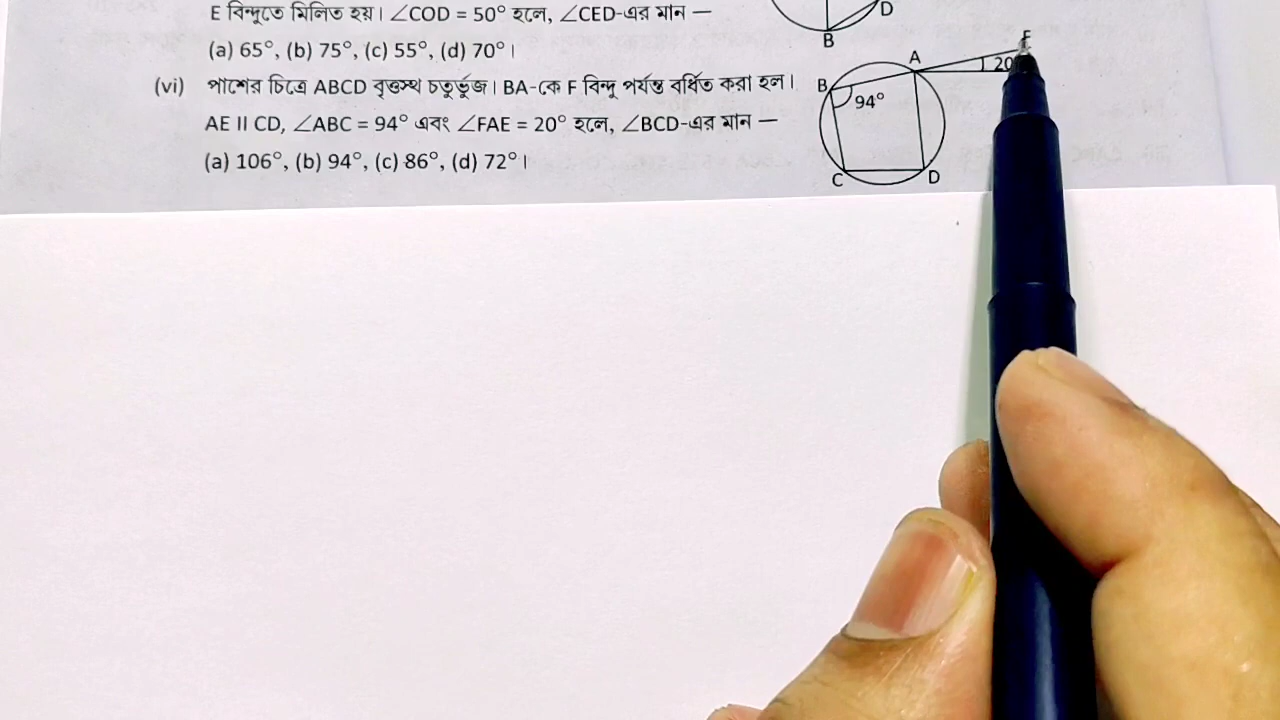 E বিন্দুতে মিলিত হয়। ∠COD = 50° হলে, ∠CED-এর মান —
(a) 65°, (b) 75°, (c) 55°, (d) 70°।
(vi) পাশের চিত্রে ABCD বৃত্তস্থ চতুর্ভুজ। BA-কে F বিন্দু পর্যন্ত বর্ধিত করা হল।
AE II CD, ∠ABC = 94° এবং ∠FAE = 20° হলে, ∠BCD-এর মান —
(a) 106°, (b) 94°, (c) 86°, (d) 72°।
D
B
F
A
20
B
94°
C
D